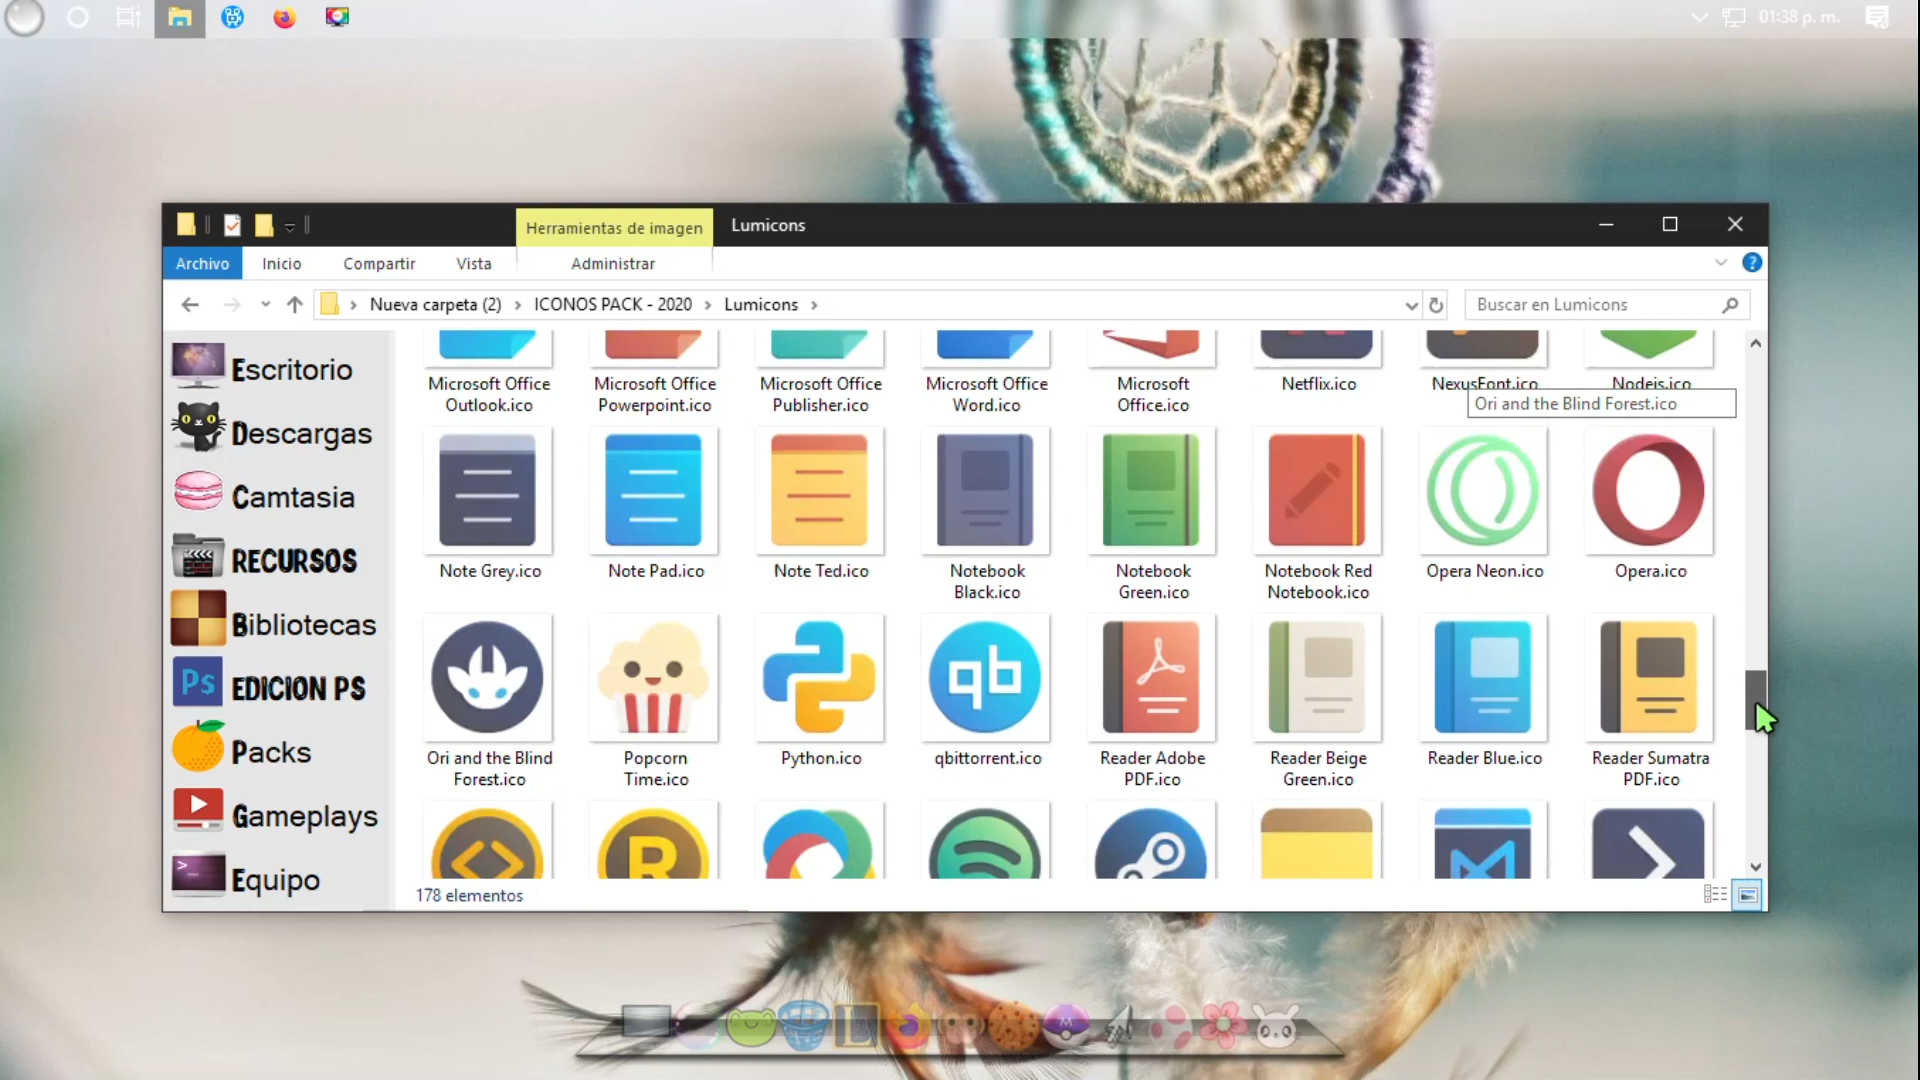 01:38 p. m.
Herramientas de imagen
Lumicons
Archivo
Inicio
Compartir
Vista
Administrar
?
Nueva carpeta (2)
ICONOS PACK - 2020
Lumicons
Buscar en Lumicons
Escritorio
Descargas
Camtasia
RECURSOS
Bibliotecas
Ps
EDICION PS
Packs
Gameplays
Equipo
Microsoft Office
Outlook.ico
Microsoft Office
Powerpoint.ico
Microsoft Office
Publisher.ico
Microsoft Office
Word.ico
Microsoft
Office.ico
Netflix.ico
NexusFont.ico
Nodejs.ico
Ori and the Blind Forest.ico
Note Grey.ico
Note Pad.ico
Note Ted.ico
Notebook
Black.ico
Notebook
Green.ico
Notebook Red
Notebook.ico
Opera Neon.ico
Opera.ico
qb
Ori and the Blind
Forest.ico
Popcorn
Time.ico
Python.ico
qbittorrent.ico
Reader Adobe
PDF.ico
Reader Beige
Green.ico
Reader Blue.ico
Reader Sumatra
PDF.ico
R
178 elementos
M